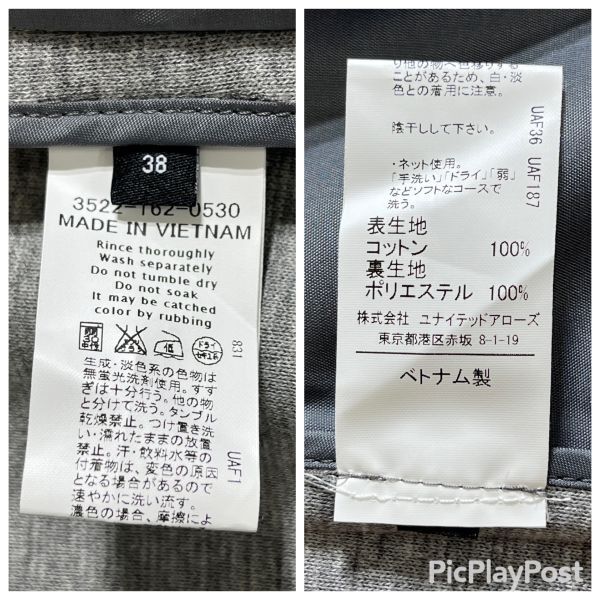 38
3522-162-0530
MADE IN VIETNAM
Rince thoroughly
Wash separately
Do not tumble dry
Do not soak
It may be catched
color by rubbing
831
生成・淡色系の色物は
無蛍光洗剤使用。すす
ぎは十分行う。他の物
と分けて洗う。タンブル
乾燥禁止。つけ置き洗
い・濡れたままの放置
禁止。汗・飲料水等の
付着物は、変色の原因
となる場合があるので
速やかに洗い流す。
濃色の場合、摩擦によ
UAF1
り他の物へ色移りする
ことがあるため、白・淡
色との着用に注意。
陰干しして下さい。
・ネット使用。
「手洗い」「ドライ」「弱」
などソフトなコースで
洗う。
UAF36 UAF187
表生地
コットン 100%
裏生地
ポリエステル 100%
株式会社 ユナイテッドアローズ
東京都港区赤坂 8-1-19
ベトナム製
PicPlayPost